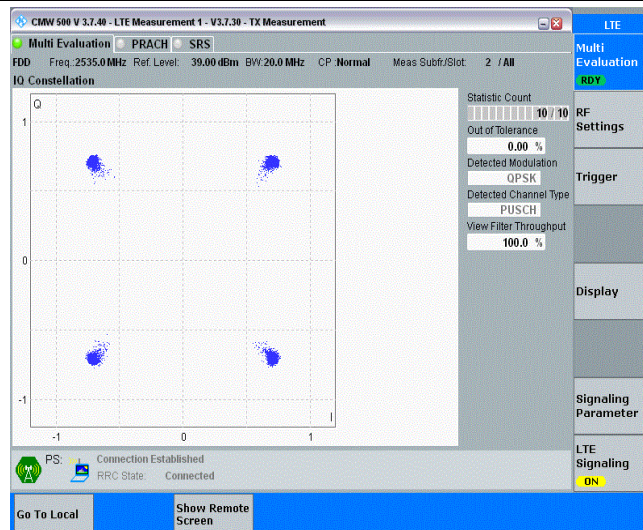 CMW 500 V 3.7.40 - LTE Measurement 1 - V3.7.30 - TX Measurement
LTE
Multi Evaluation PRACH SRS
Multi
Evaluation
RDY
FDD Freq.:2535.0 MHz Ref. Level: 39.00 dBm BW:20.0 MHz CP :Normal Meas Subfr./Slot: 2 / All
IQ Constellation
Q
1
0
-1
I
-1 0 1
Statistic Count
10 / 10
Out of Tolerance
0.00 %
Detected Modulation
QPSK
Detected Channel Type
PUSCH
View Filter Throughput
100.0 %
RF
Settings
Trigger
Display
Signaling
Parameter
LTE
Signaling
ON
PS: Connection Established
RRC State: Connected
Go To Local
Show Remote
Screen